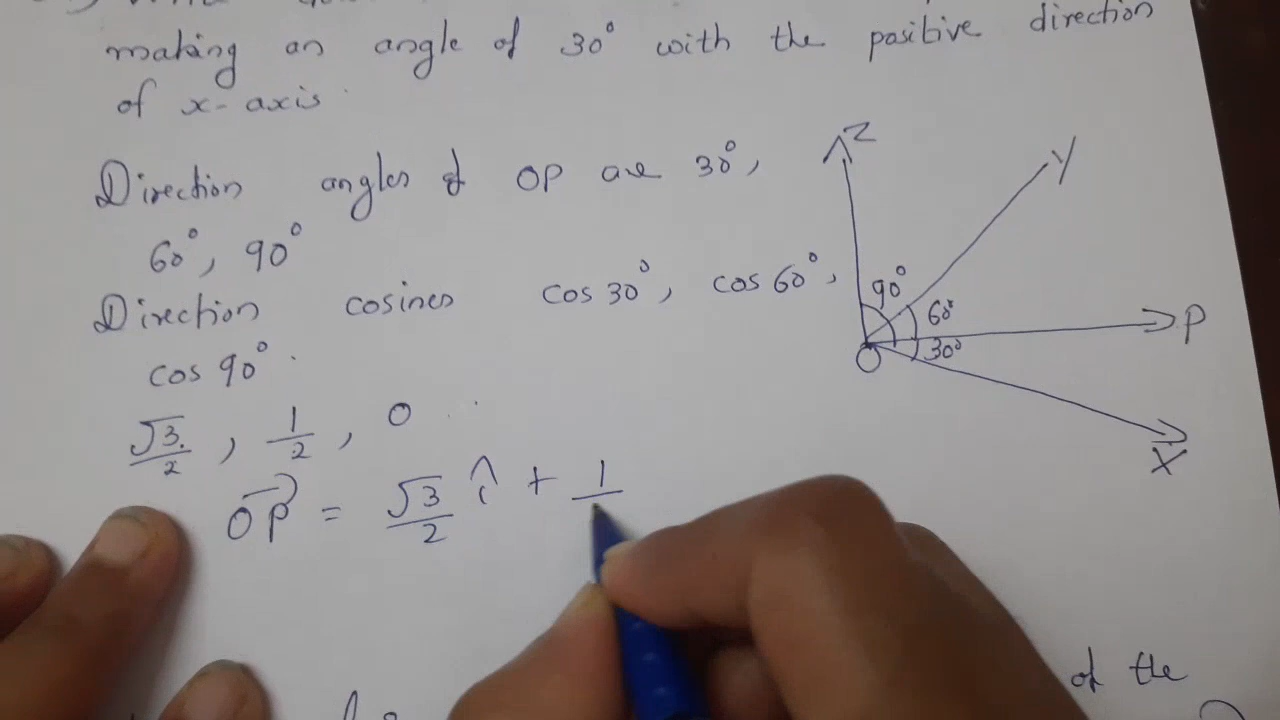 making an angle of 30° with the positive direction
of x-axis.
Direction angles of OP are 30°,
60°, 90°
Direction cosines cos 30°, cos 60°,
cos 90°.
√3/2, 1/2, 0
OP⃗ = √3/2 î + 1/
Z
Y
90°
60°
P
30°
O
X
of the